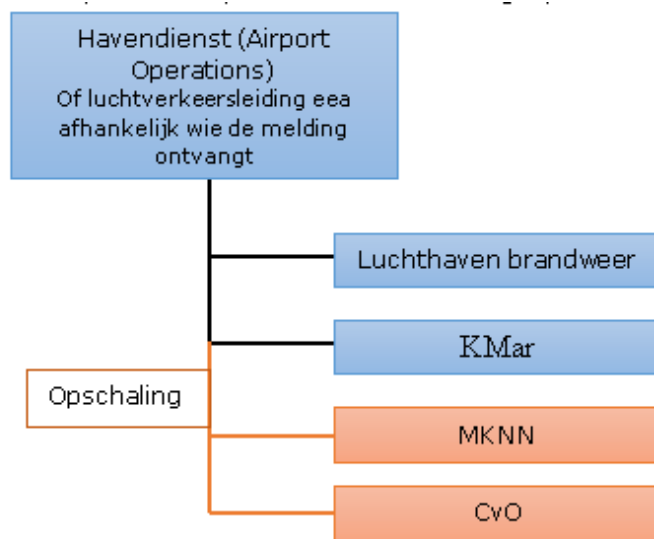 Havendienst (Airport
Operations)
Of luchtverkeersleiding eea
afhankelijk wie de melding
ontvangt
Luchthaven brandweer
KMar
Opschaling
MKNN
CvO